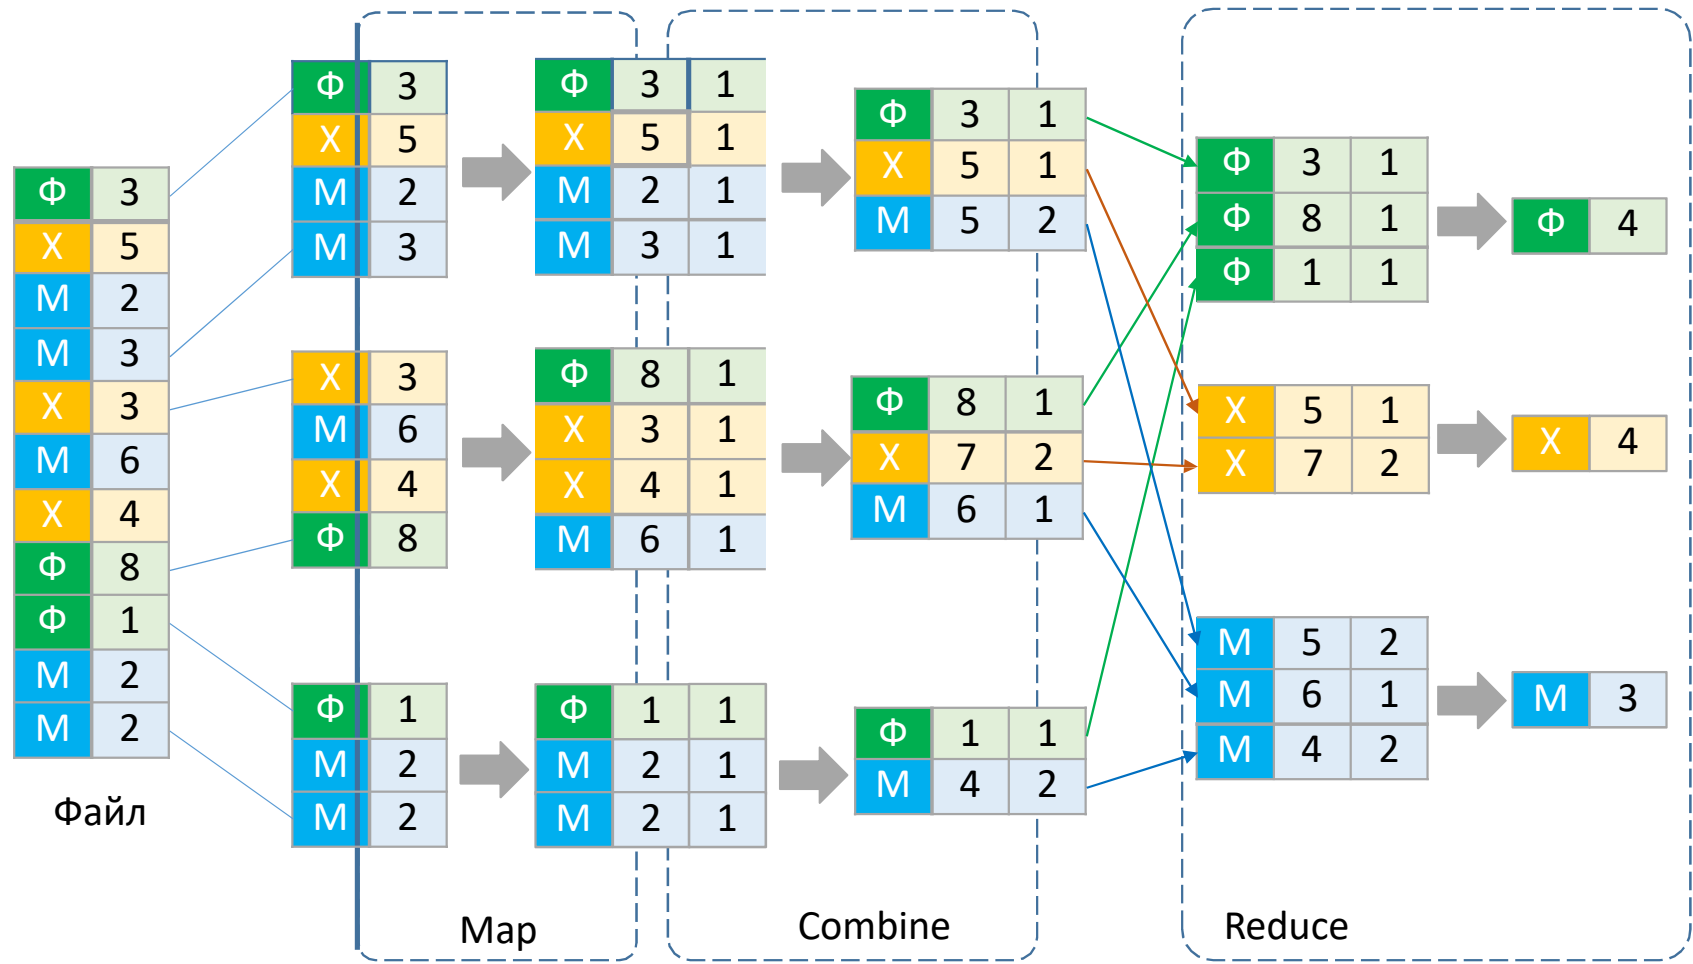 Ф 3
Х 5
М 2
М 3
Х 3
М 6
Х 4
Ф 8
Ф 1
М 2
М 2
Файл
Ф 3
Х 5
М 2
М 3
Х 3
М 6
Х 4
Ф 8
Ф 1
М 2
М 2
Ф 3 1
Х 5 1
М 2 1
М 3 1
Ф 8 1
Х 3 1
Х 4 1
М 6 1
Ф 1 1
М 2 1
М 2 1
Map
Ф 3 1
Х 5 1
М 5 2
Ф 8 1
Х 7 2
М 6 1
Ф 1 1
М 4 2
Combine
Ф 3 1
Ф 8 1
Ф 1 1
Х 5 1
Х 7 2
М 5 2
М 6 1
М 4 2
Ф 4
Х 4
М 3
Reduce